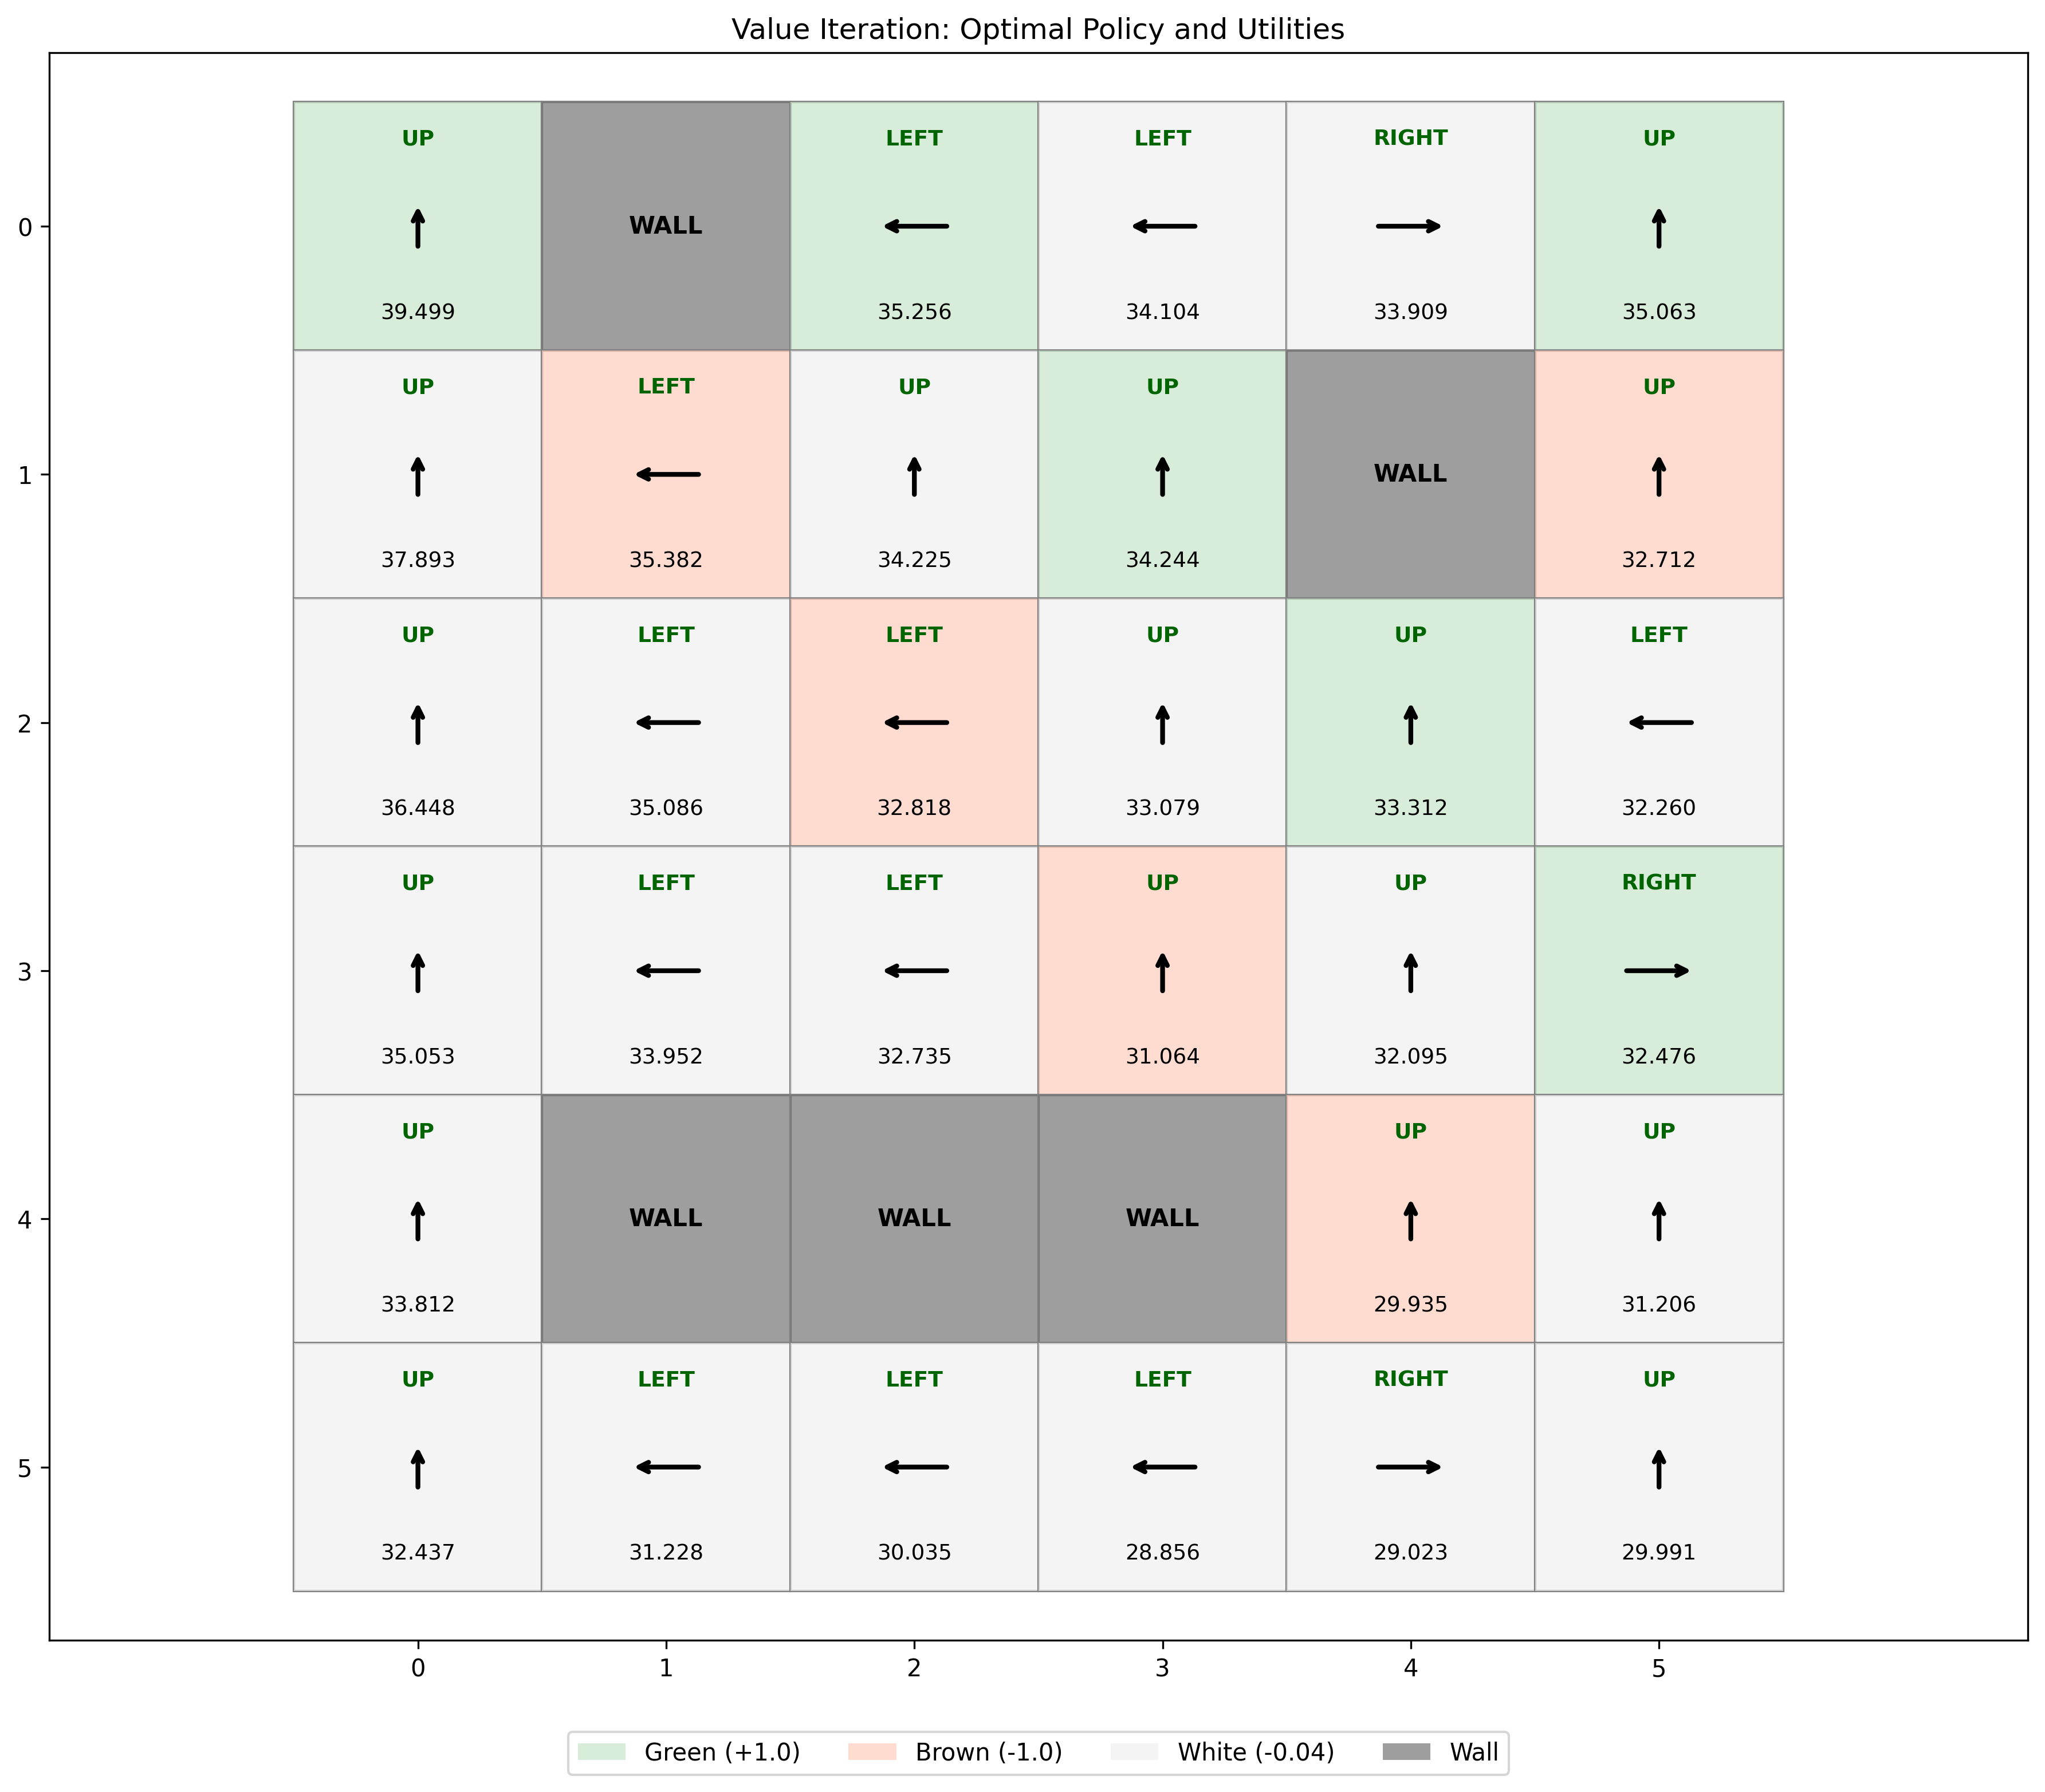 Value Iteration: Optimal Policy and Utilities
UP LEFT LEFT RIGHT UP
0 WALL
39.499 35.256 34.104 33.909 35.063
UP LEFT UP UP UP
1 WALL
37.893 35.382 34.225 34.244 32.712
UP LEFT LEFT UP UP LEFT
2
36.448 35.086 32.818 33.079 33.312 32.260
UP LEFT LEFT UP UP RIGHT
3
35.053 33.952 32.735 31.064 32.095 32.476
UP UP UP
4 WALL WALL WALL
33.812 29.935 31.206
UP LEFT LEFT LEFT RIGHT UP
5
32.437 31.228 30.035 28.856 29.023 29.991
0 1 2 3 4 5
Green (+1.0) Brown (-1.0) White (-0.04) Wall